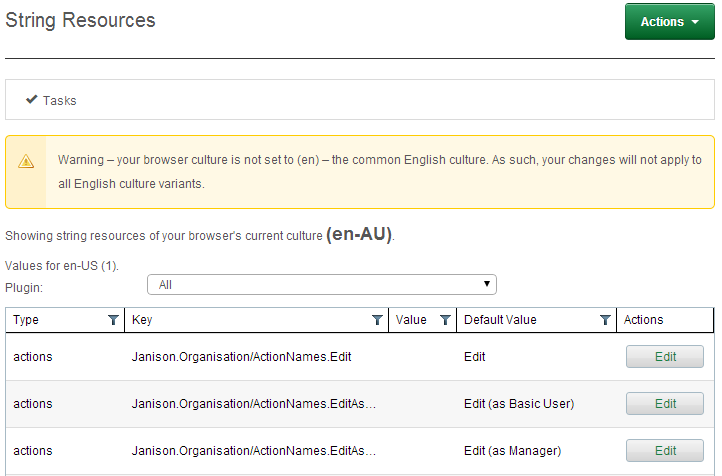 String Resources
Actions
Tasks
Warning – your browser culture is not set to (en) – the common English culture. As such, your changes will not apply to
all English culture variants.
Showing string resources of your browser's current culture (en-AU).
Values for en-US (1).
Plugin: All
Type Key Value Default Value Actions
actions Janison.Organisation/ActionNames.Edit Edit Edit
actions Janison.Organisation/ActionNames.EditAs... Edit (as Basic User) Edit
actions Janison.Organisation/ActionNames.EditAs... Edit (as Manager) Edit